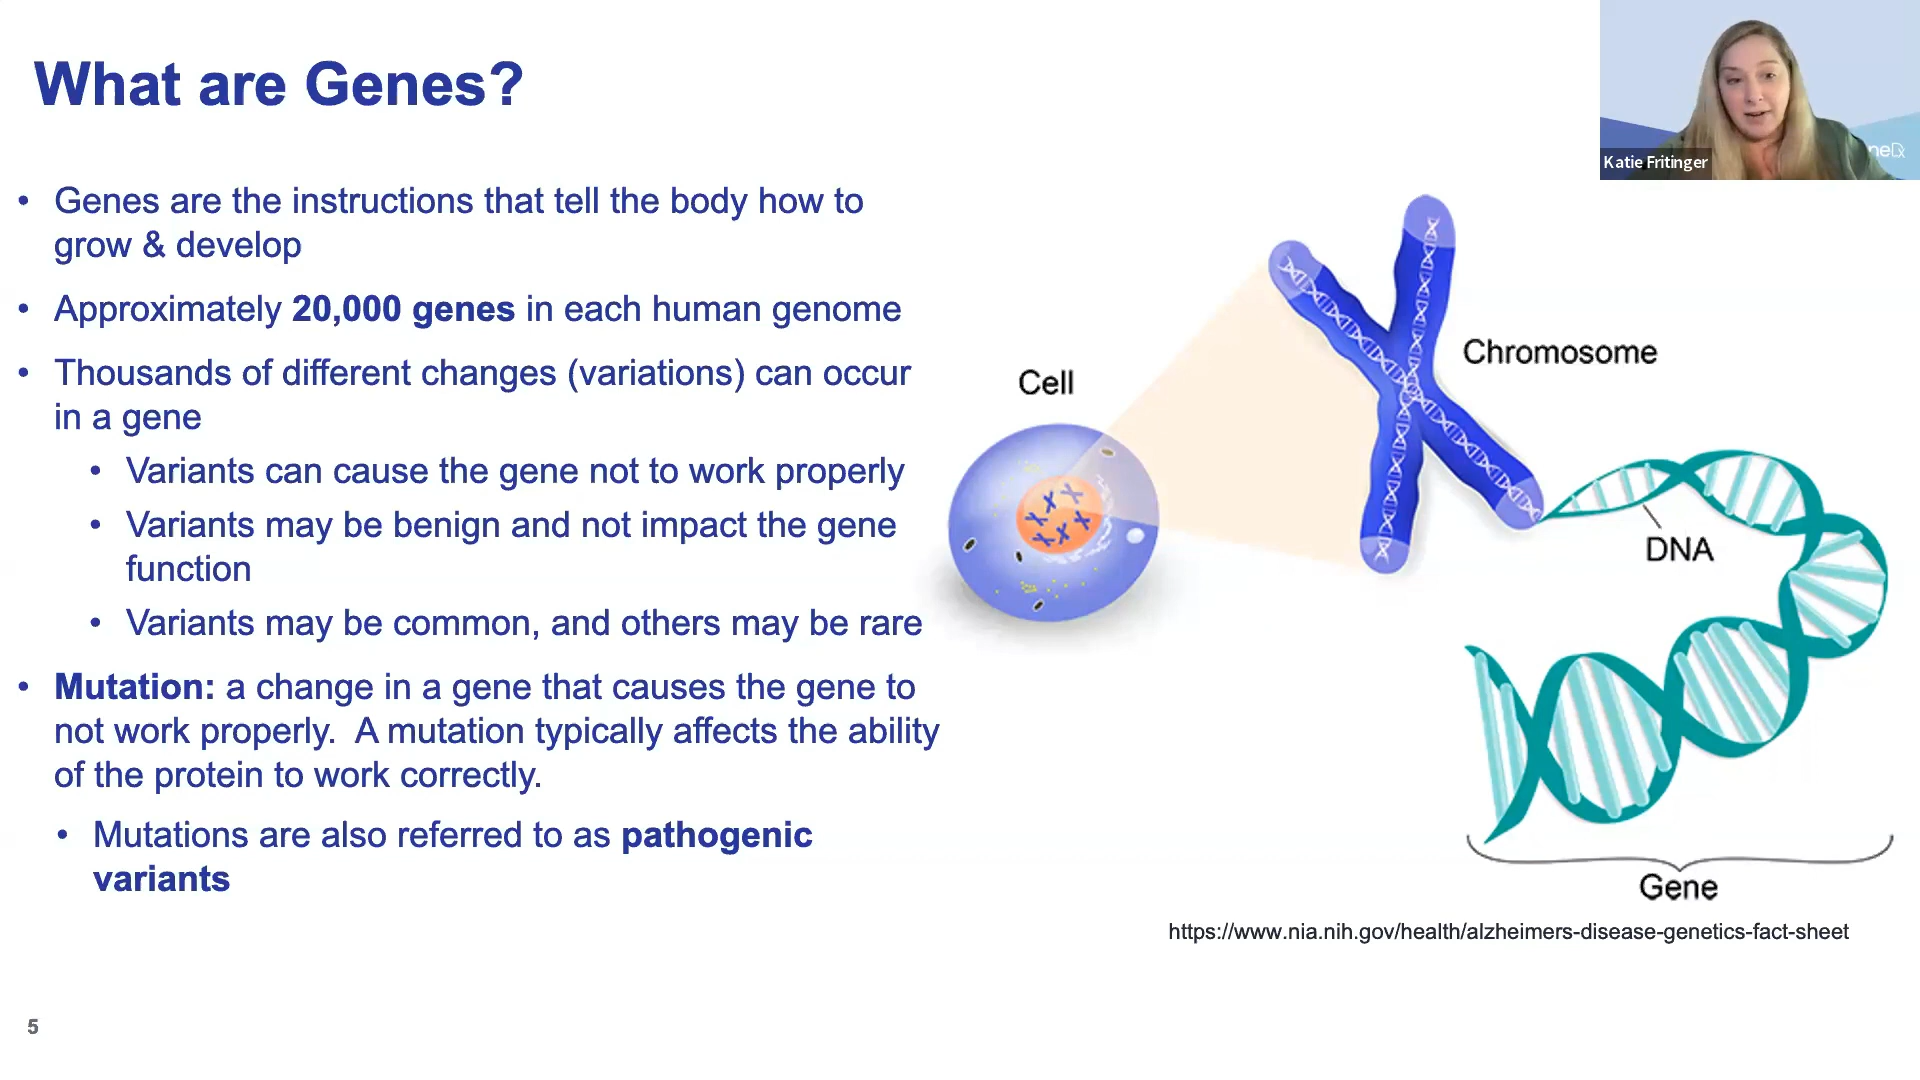 What are Genes?
Katie Fritinger
neDx
• Genes are the instructions that tell the body how to
grow & develop
• Approximately 20,000 genes in each human genome
• Thousands of different changes (variations) can occur
in a gene
• Variants can cause the gene not to work properly
• Variants may be benign and not impact the gene
function
• Variants may be common, and others may be rare
• Mutation: a change in a gene that causes the gene to
not work properly.  A mutation typically affects the ability
of the protein to work correctly.
• Mutations are also referred to as pathogenic
variants
Cell
Chromosome
DNA
Gene
https://www.nia.nih.gov/health/alzheimers-disease-genetics-fact-sheet
5